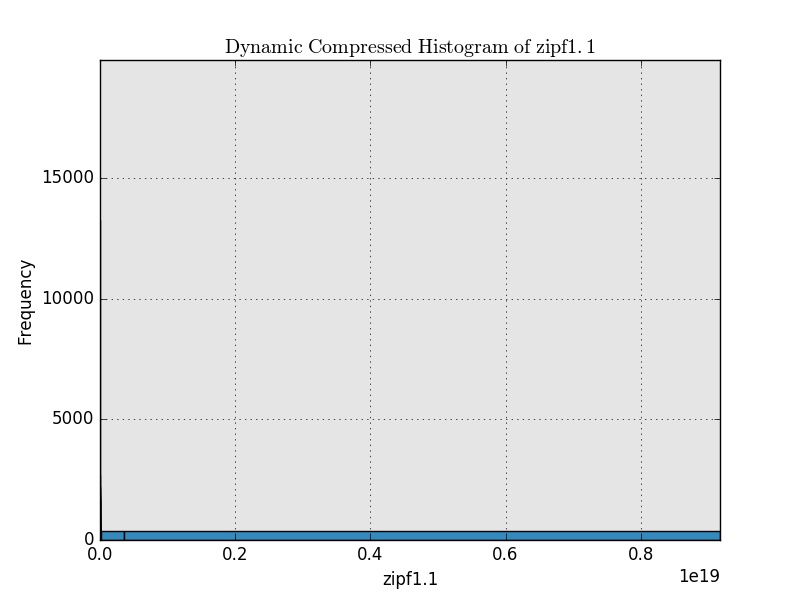 Dynamic Compressed Histogram of zipf1.1
15000
10000
5000
0
Frequency
0.0 0.2 0.4 0.6 0.8
zipf1.1
1e19